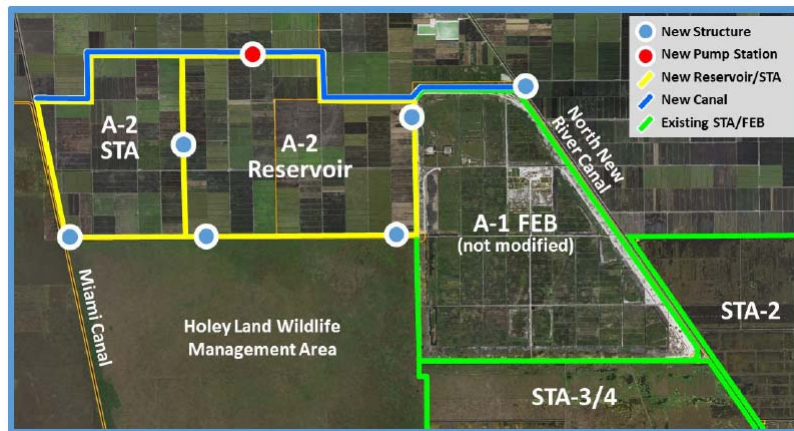 New Structure
New Pump Station
New Reservoir/STA
New Canal
Existing STA/FEB
A-2
STA
A-2
Reservoir
North New
River Canal
A-1 FEB
(not modified)
STA-2
Miami Canal
Holey Land Wildlife
Management Area
STA-3/4